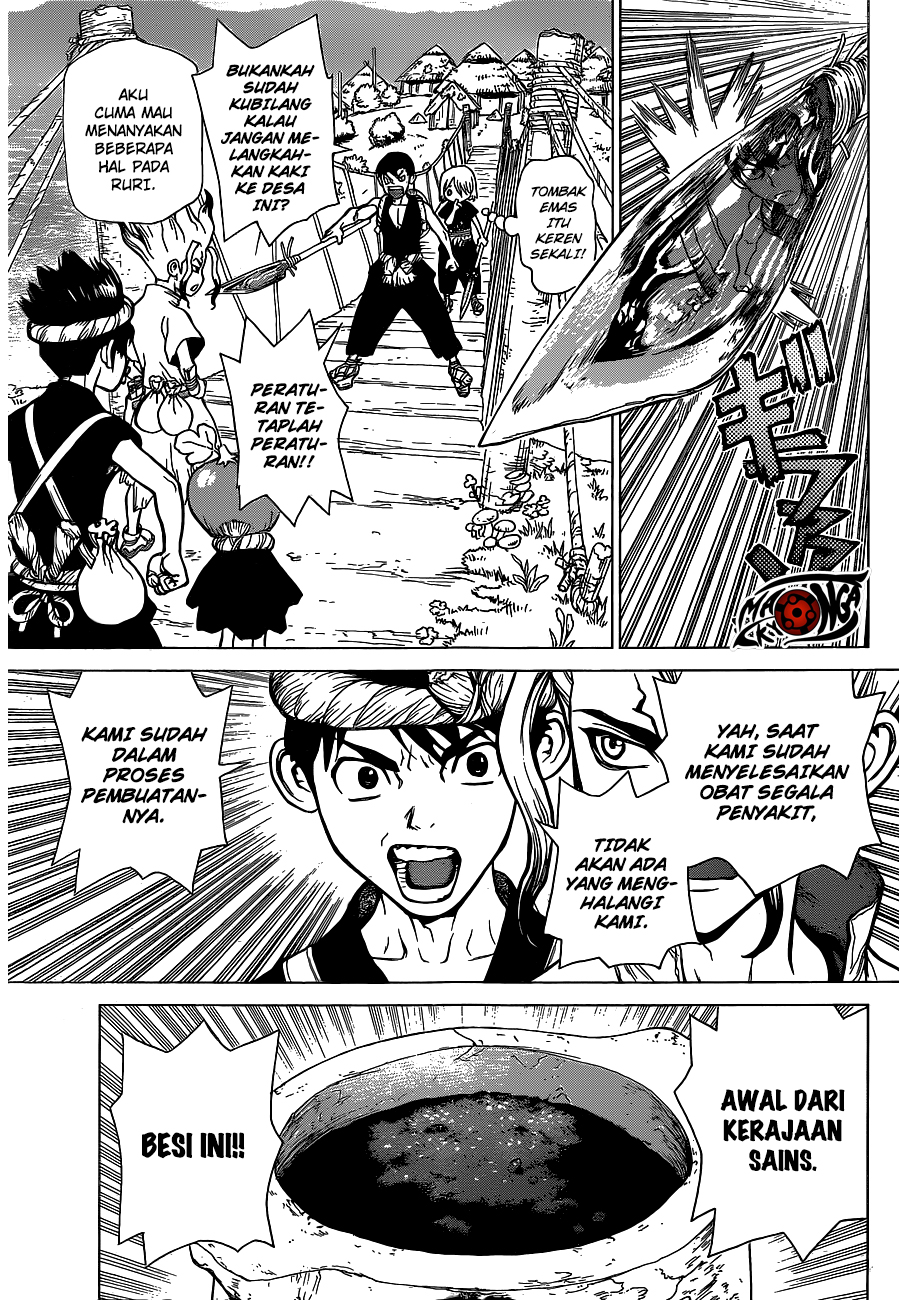 TOMBAK
EMAS
ITU
KEREN
SEKALI!
BUKANKAH
SUDAH
KUBILANG
KALAU
JANGAN ME-
LANGKAH-
KAN KAKI
KE DESA
INI?
AKU
CUMA MAU
MENANYAKAN
BEBERAPA
HAL PADA
RURI.
PERATU-
RAN TE-
TAPLAH
PERATU-
RAN!!
MANGA
KYO
YAH, SAAT
KAMI SUDAH
MENYELESAIKAN
OBAT SEGALA
PENYAKIT,
TIDAK
AKAN ADA
YANG MENG-
HALANGI
KAMI.
KAMI SUDAH
DALAM
PROSES
PEMBUATAN-
NYA.
AWAL DARI
KERAJAAN
SAINS.
BESI INI!!